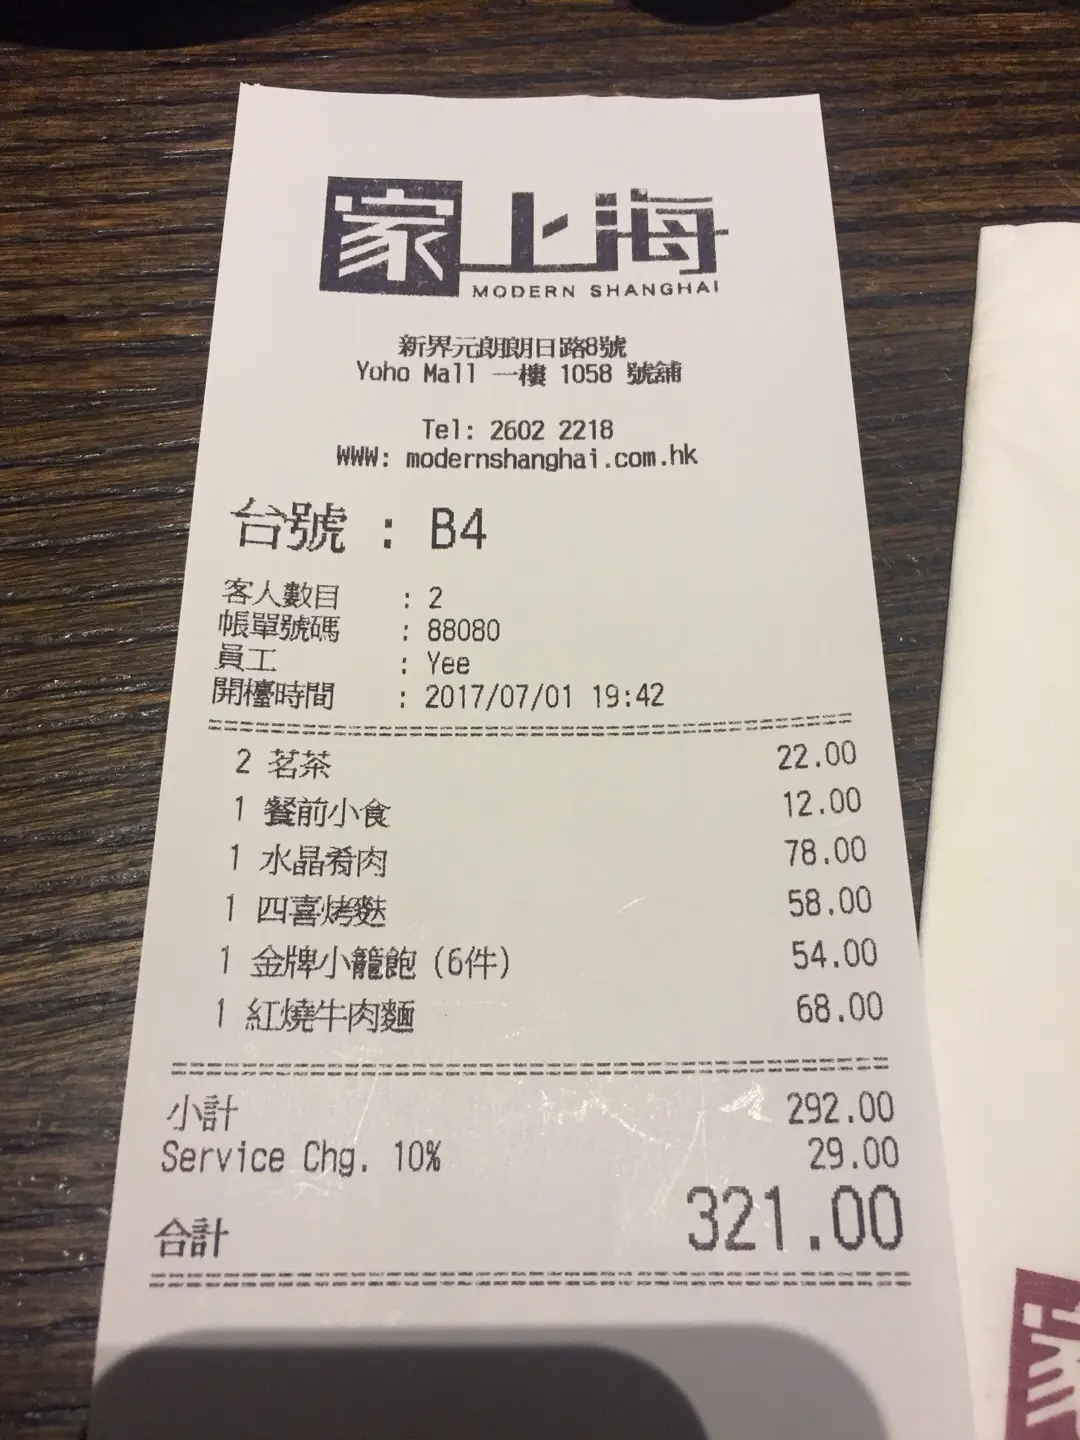 家上海
MODERN SHANGHAI
新界元朗朗日路8號
Yoho Mall 一樓 1058 號舖
Tel: 2602 2218
WWW: modernshanghai.com.hk
台號 : B4
客人數目 : 2
帳單號碼 : 88080
員工 : Yee
開檯時間 : 2017/07/01 19:42
2 茗茶 22.00
1 餐前小食 12.00
1 水晶肴肉 78.00
1 四喜烤麩 58.00
1 金牌小籠飽 (6件) 54.00
1 紅燒牛肉麵 68.00
小計 292.00
Service Chg. 10% 29.00
合計 321.00
家